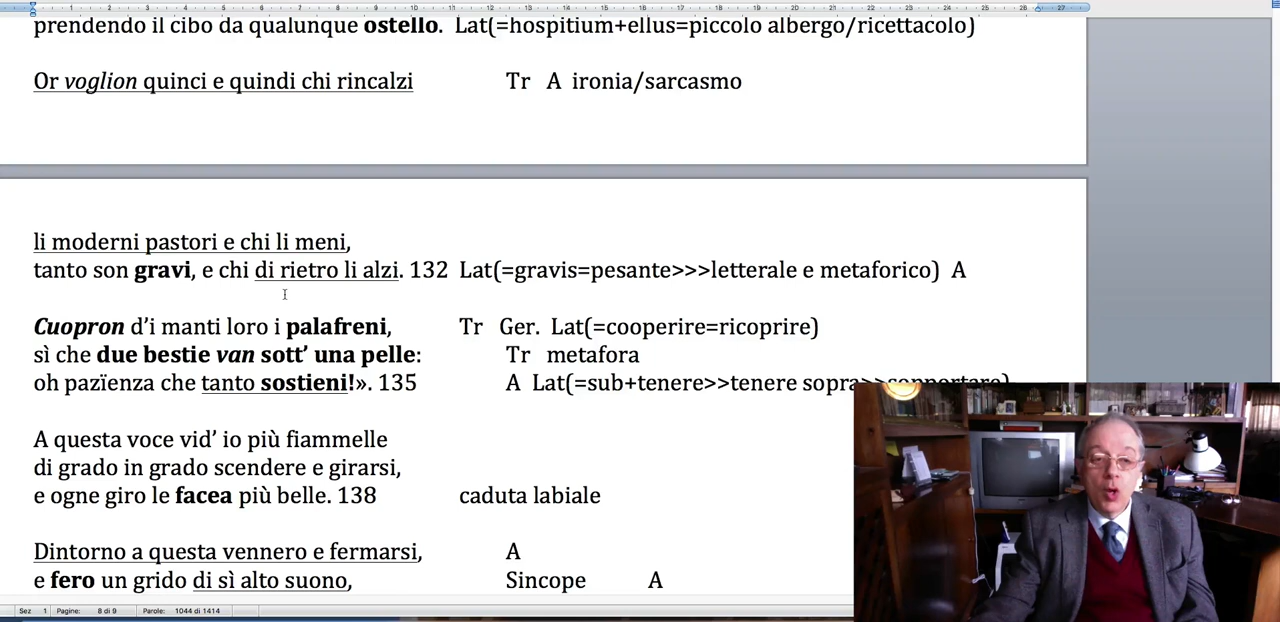 prendendo il cibo da qualunque ostello. Lat(=hospitium+ellus=piccolo albergo/ricettacolo)
Or voglion quinci e quindi chi rincalzi Tr A ironia/sarcasmo
li moderni pastori e chi li meni,
tanto son gravi, e chi di rietro li alzi. 132 Lat(=gravis=pesante>>>letterale e metaforico) A
Cuopron d'i manti loro i palafreni, Tr Ger. Lat(=cooperire=ricoprire)
sì che due bestie van sott' una pelle: Tr metafora
oh pazïenza che tanto sostieni!». 135 A Lat(=sub+tenere>>tenere sopra>>sopportare)
A questa voce vid' io più fiammelle
di grado in grado scendere e girarsi,
e ogne giro le facea più belle. 138 caduta labiale
Dintorno a questa vennero e fermarsi, A
e fero un grido di sì alto suono, Sincope A
Sez 1 Pagine: 8 di 9 Parole: 1044 di 1414